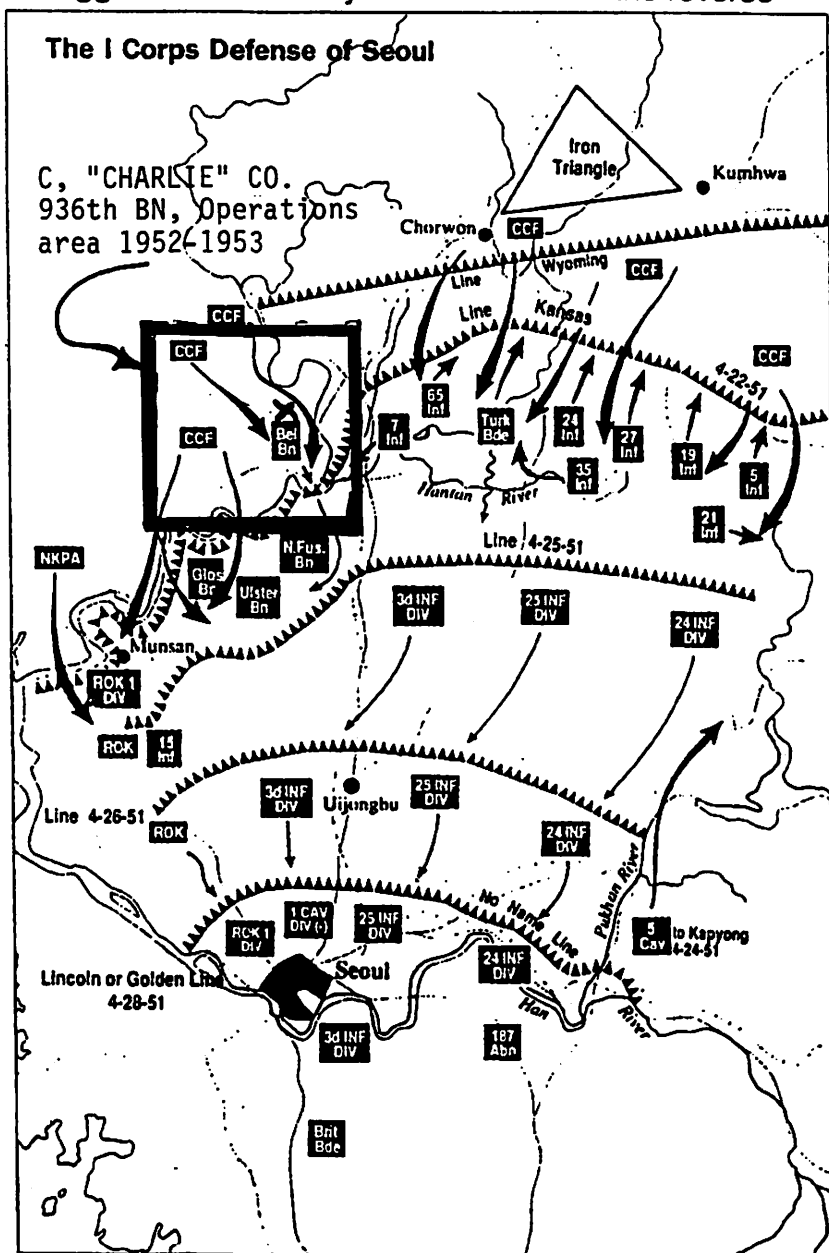 The I Corps Defense of Seoul
C, "CHARLIE" CO.
936th BN, Operations
area 1952-1953
Iron
Triangle
Kumhwa
Chorwon
CCF
Line Wyoming
CCF
CCF
Line Kansas
CCF
CCF
4-22-51
65
Inf
7
Inf
Bel
Bn
Turk
Bde
24
Inf
27
Inf
19
Inf
5
Inf
CCF
35
Inf
Hantan River
21
Inf
NKPA
N.Fus.
Bn
Line 4-25-51
Glos
Bn
Ulster
Bn
3d INF
DIV
25 INF
DIV
24 INF
DIV
Munsan
ROK 1
DIV
ROK
15
Inf
3d INF
DIV
Uijongbu
25 INF
DIV
Line 4-26-51
ROK
24 INF
DIV
Pukhan River
No Name Line
ROK 1
DIV
1 CAV
DIV (-)
25 INF
DIV
5
Cav
to Kapyong
4-24-51
Lincoln or Golden Line
4-28-51
Seoul
24 INF
DIV
Han River
3d INF
DIV
187
Abn
Brit
Bde